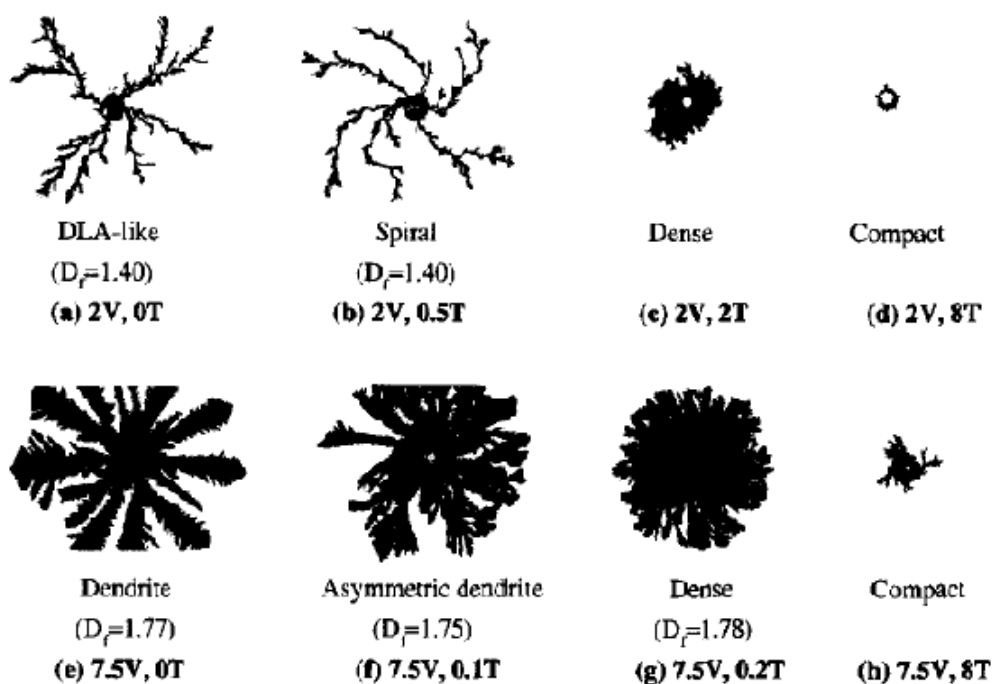 DLA-like Spiral Dense Compact
(Df=1.40) (Df=1.40)
(a) 2V, 0T (b) 2V, 0.5T (c) 2V, 2T (d) 2V, 8T
Dendrite Asymmetric dendrite Dense Compact
(Df=1.77) (Df=1.75) (Df=1.78)
(e) 7.5V, 0T (f) 7.5V, 0.1T (g) 7.5V, 0.2T (h) 7.5V, 8T